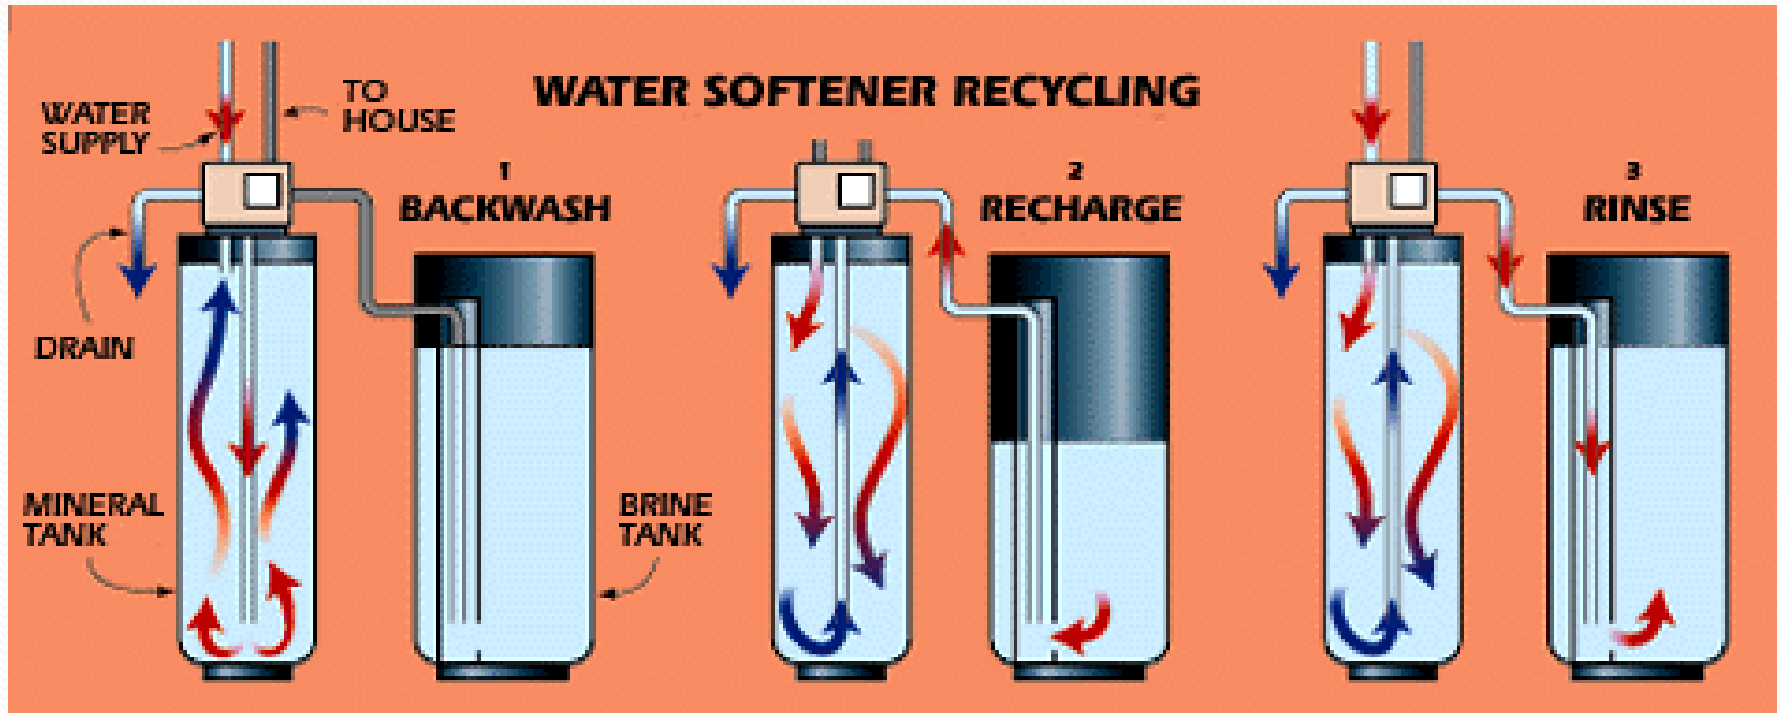 WATER SOFTENER RECYCLING
WATER
SUPPLY
TO
HOUSE
1
BACKWASH
2
RECHARGE
3
RINSE
DRAIN
MINERAL
TANK
BRINE
TANK